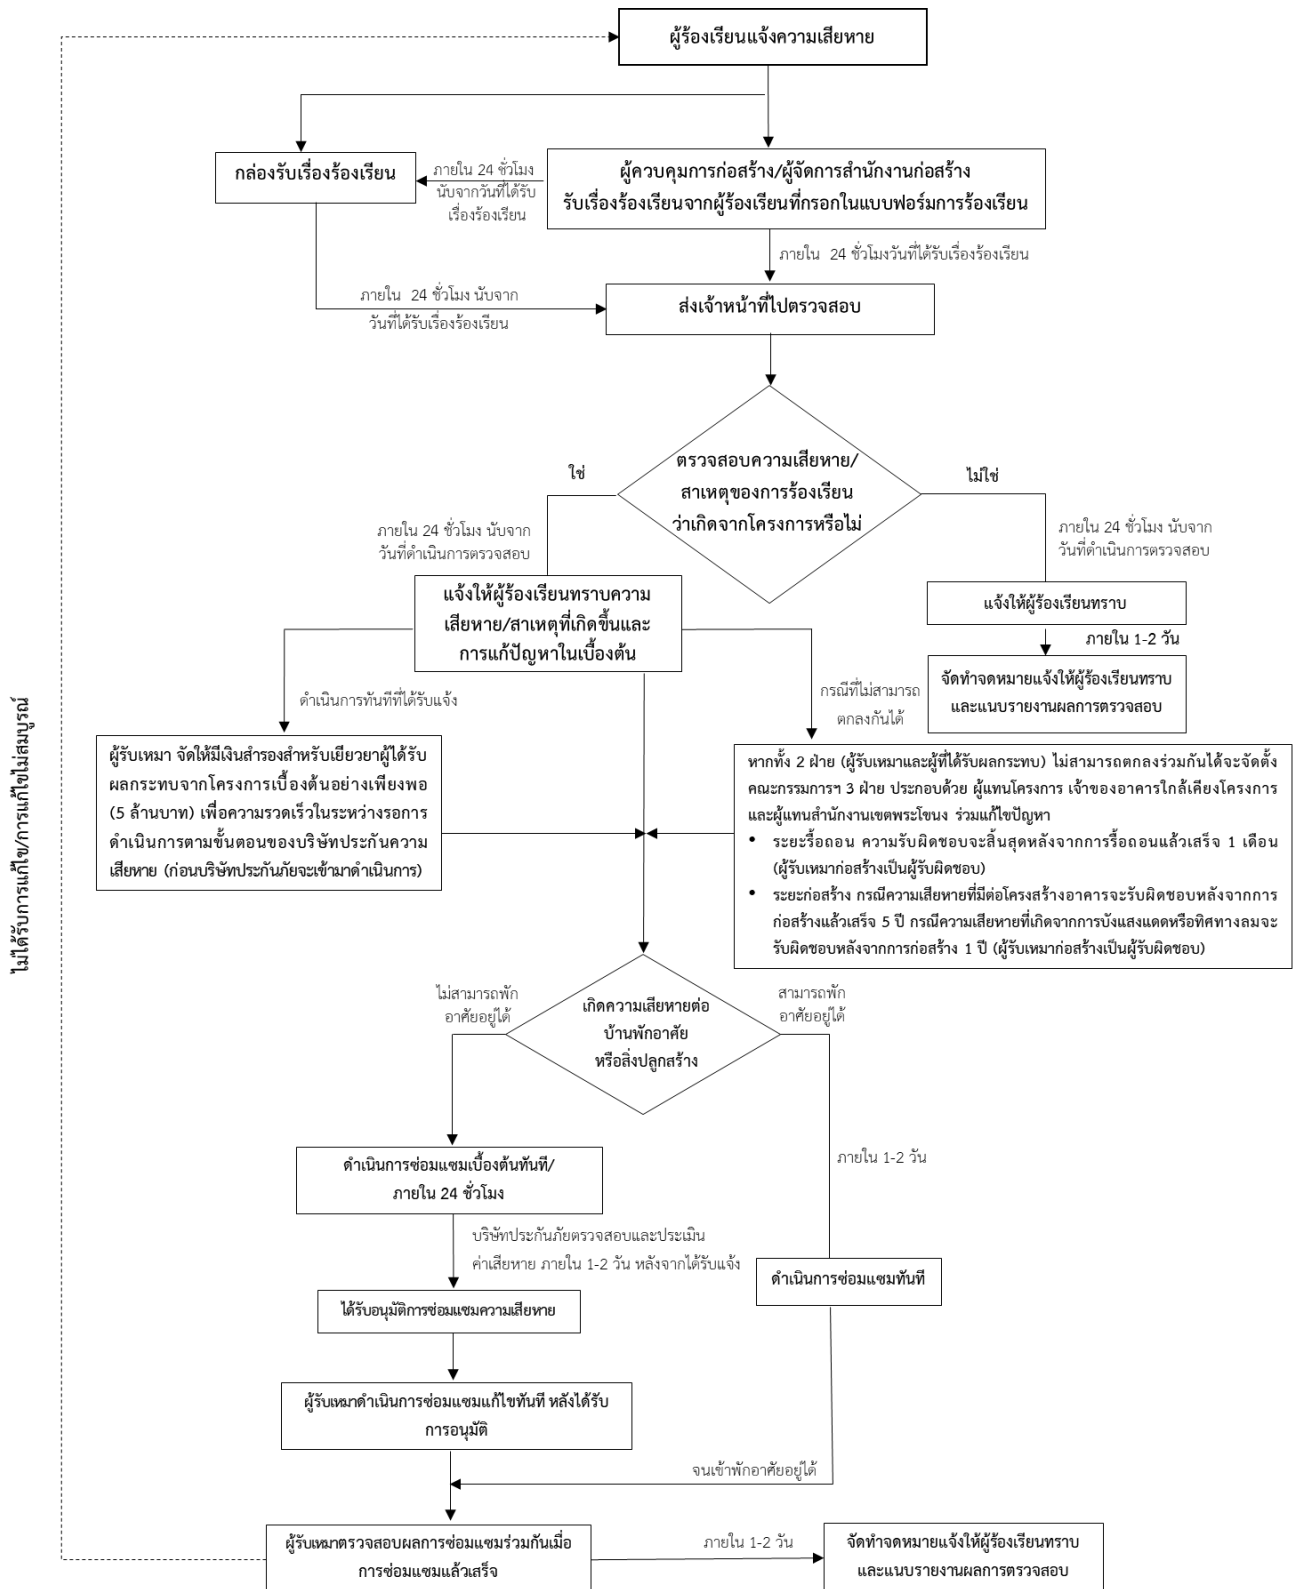 ผู้ร้องเรียนแจ้งความเสียหาย
กล่องรับเรื่องร้องเรียน
ภายใน 24 ชั่วโมง
นับจากวันที่ได้รับ
เรื่องร้องเรียน
ผู้ควบคุมการก่อสร้าง/ผู้จัดการสำนักงานก่อสร้าง
รับเรื่องร้องเรียนจากผู้ร้องเรียนที่กรอกในแบบฟอร์มการร้องเรียน
ภายใน 24 ชั่วโมงวันที่ได้รับเรื่องร้องเรียน
ภายใน 24 ชั่วโมง นับจาก
วันที่ได้รับเรื่องร้องเรียน
ส่งเจ้าหน้าที่ไปตรวจสอบ
ตรวจสอบความเสียหาย/
สาเหตุของการร้องเรียน
ว่าเกิดจากโครงการหรือไม่
ใช่
ไม่ใช่
ภายใน 24 ชั่วโมง นับจาก
วันที่ดำเนินการตรวจสอบ
ภายใน 24 ชั่วโมง นับจาก
วันที่ดำเนินการตรวจสอบ
แจ้งให้ผู้ร้องเรียนทราบความ
เสียหาย/สาเหตุที่เกิดขึ้นและ
การแก้ปัญหาในเบื้องต้น
แจ้งให้ผู้ร้องเรียนทราบ
ภายใน 1-2 วัน
จัดทำจดหมายแจ้งให้ผู้ร้องเรียนทราบ
และแนบรายงานผลการตรวจสอบ
ดำเนินการทันทีที่ได้รับแจ้ง
กรณีที่ไม่สามารถ
ตกลงกันได้
ผู้รับเหมา จัดให้มีเงินสำรองสำหรับเยียวยาผู้ได้รับ
ผลกระทบจากโครงการเบื้องต้นอย่างเพียงพอ
(5 ล้านบาท) เพื่อความรวดเร็วในระหว่างรอการ
ดำเนินการตามขั้นตอนของบริษัทประกันความ
เสียหาย (ก่อนบริษัทประกันภัยจะเข้ามาดำเนินการ)
หากทั้ง 2 ฝ่าย (ผู้รับเหมาและผู้ที่ได้รับผลกระทบ) ไม่สามารถตกลงร่วมกันได้จะจัดตั้ง
คณะกรรมการฯ 3 ฝ่าย ประกอบด้วย ผู้แทนโครงการ เจ้าของอาคารใกล้เคียงโครงการ
และผู้แทนสำนักงานเขตพระโขนง ร่วมแก้ไขปัญหา
• ระยะรื้อถอน ความรับผิดชอบจะสิ้นสุดหลังจากการรื้อถอนแล้วเสร็จ 1 เดือน
(ผู้รับเหมาก่อสร้างเป็นผู้รับผิดชอบ)
• ระยะก่อสร้าง กรณีความเสียหายที่มีต่อโครงสร้างอาคารจะรับผิดชอบหลังจากการ
ก่อสร้างแล้วเสร็จ 5 ปี กรณีความเสียหายที่เกิดจากการบังแสงแดดหรือทิศทางลมจะ
รับผิดชอบหลังจากการก่อสร้าง 1 ปี (ผู้รับเหมาก่อสร้างเป็นผู้รับผิดชอบ)
ไม่ได้รับการแก้ไข/การแก้ไขไม่สมบูรณ์
ไม่สามารถพัก
อาศัยอยู่ได้
เกิดความเสียหายต่อ
บ้านพักอาศัย
หรือสิ่งปลูกสร้าง
สามารถพัก
อาศัยอยู่ได้
ดำเนินการซ่อมแซมเบื้องต้นทันที/
ภายใน 24 ชั่วโมง
ภายใน 1-2 วัน
บริษัทประกันภัยตรวจสอบและประเมิน
ค่าเสียหาย ภายใน 1-2 วัน หลังจากได้รับแจ้ง
ดำเนินการซ่อมแซมทันที
ได้รับอนุมัติการซ่อมแซมความเสียหาย
ผู้รับเหมาดำเนินการซ่อมแซมแก้ไขทันที หลังได้รับ
การอนุมัติ
จนเข้าพักอาศัยอยู่ได้
ผู้รับเหมาตรวจสอบผลการซ่อมแซมร่วมกันเมื่อ
การซ่อมแซมแล้วเสร็จ
ภายใน 1-2 วัน
จัดทำจดหมายแจ้งให้ผู้ร้องเรียนทราบ
และแนบรายงานผลการตรวจสอบ